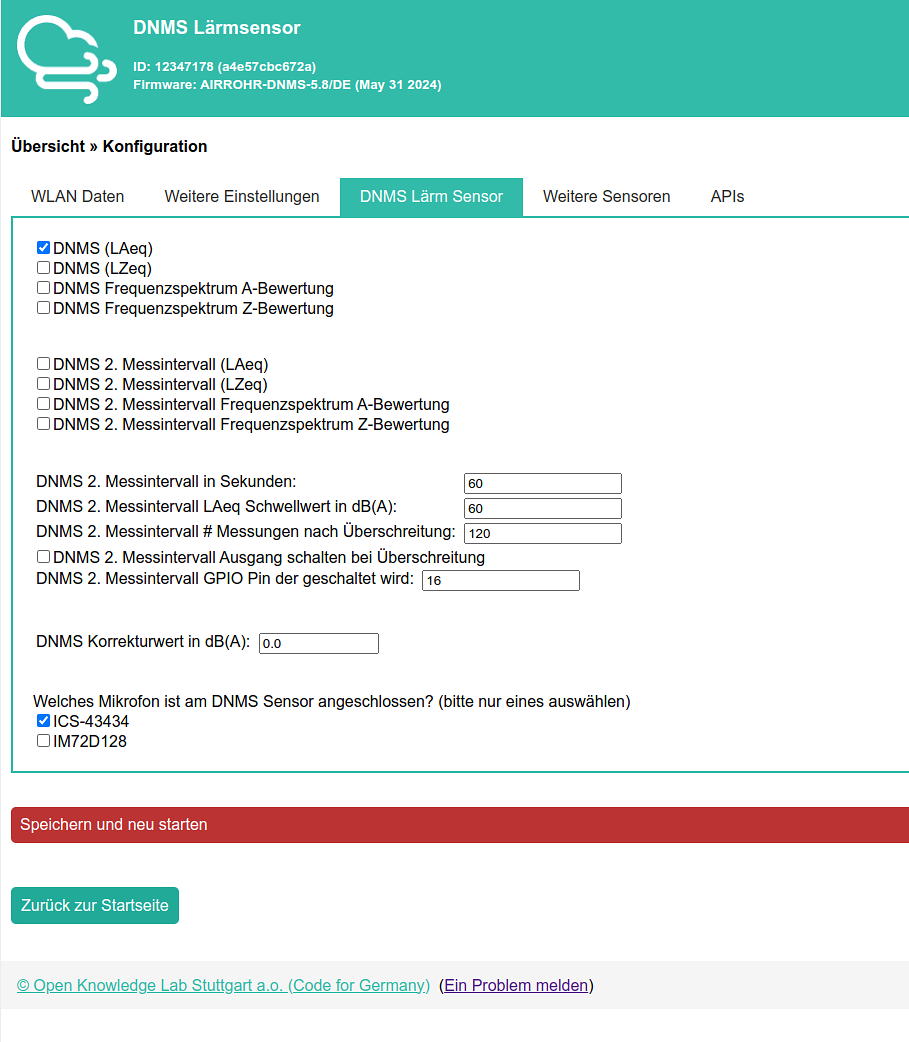 DNMS Lärmsensor
ID: 12347178 (a4e57cbc672a)
Firmware: AIRROHR-DNMS-5.8/DE (May 31 2024)
Übersicht » Konfiguration
WLAN Daten Weitere Einstellungen DNMS Lärm Sensor Weitere Sensoren APIs
DNMS (LAeq)
DNMS (LZeq)
DNMS Frequenzspektrum A-Bewertung
DNMS Frequenzspektrum Z-Bewertung
DNMS 2. Messintervall (LAeq)
DNMS 2. Messintervall (LZeq)
DNMS 2. Messintervall Frequenzspektrum A-Bewertung
DNMS 2. Messintervall Frequenzspektrum Z-Bewertung
DNMS 2. Messintervall in Sekunden: 60
DNMS 2. Messintervall LAeq Schwellwert in dB(A): 60
DNMS 2. Messintervall # Messungen nach Überschreitung: 120
DNMS 2. Messintervall Ausgang schalten bei Überschreitung
DNMS 2. Messintervall GPIO Pin der geschaltet wird: 16
DNMS Korrekturwert in dB(A): 0.0
Welches Mikrofon ist am DNMS Sensor angeschlossen? (bitte nur eines auswählen)
ICS-43434
IM72D128
Speichern und neu starten
Zurück zur Startseite
© Open Knowledge Lab Stuttgart a.o. (Code for Germany) (Ein Problem melden)